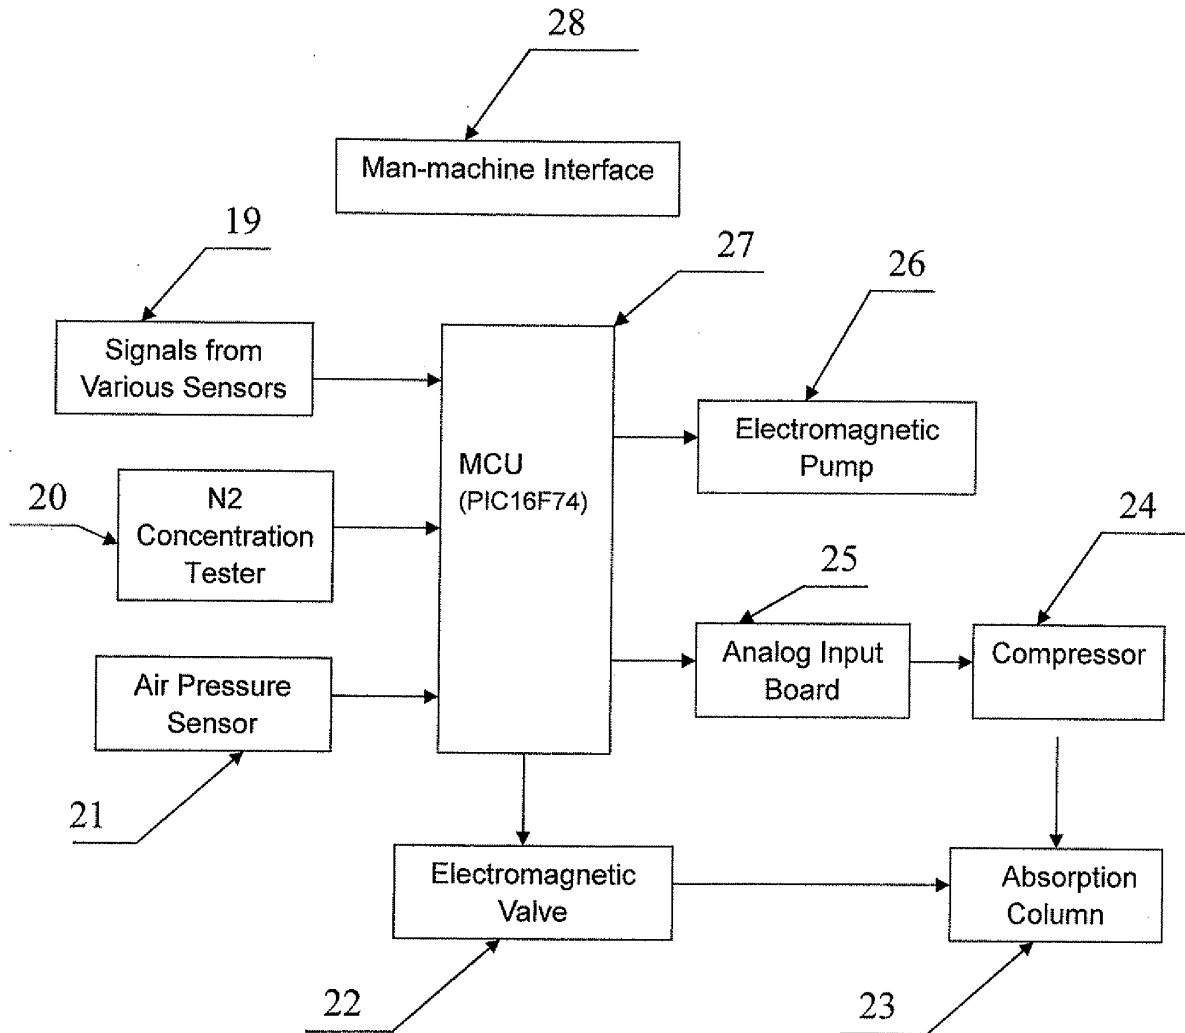 28
Man-machine Interface
19
27
26
Signals from
Various Sensors
Electromagnetic
Pump
MCU
(PIC16F74)
20
N2
Concentration
Tester
24
25
Analog Input
Board
Compressor
Air Pressure
Sensor
21
Electromagnetic
Valve
Absorption
Column
22
23